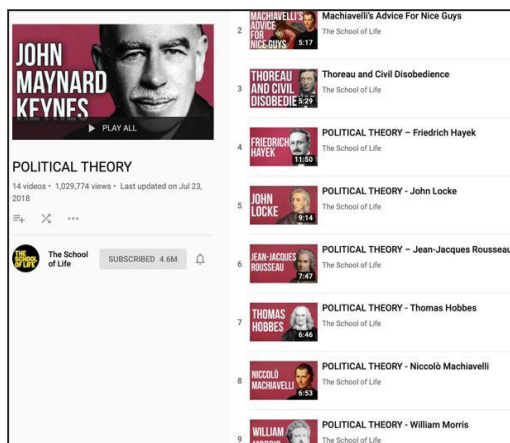 JOHN
MAYNARD
KEYNES
PLAY ALL
POLITICAL THEORY
14 videos • 1,029,774 views • Last updated on Jul 23,
2018
THE
SCHOOL
OF LIFE
The School
of Life
SUBSCRIBED 4.6M
2
MACHIAVELLI'S
ADVICE
FOR
NICE GUYS
5:17
Machiavelli's Advice For Nice Guys
The School of Life
3
THOREAU
AND CIVIL
DISOBEDIE
5:29
Thoreau and Civil Disobedience
The School of Life
4
FRIEDRICH
HAYEK
11:50
POLITICAL THEORY – Friedrich Hayek
The School of Life
5
JOHN
LOCKE
9:14
POLITICAL THEORY - John Locke
The School of Life
6
JEAN-JACQUES
ROUSSEAU
7:47
POLITICAL THEORY – Jean-Jacques Rousseau
The School of Life
7
THOMAS
HOBBES
6:46
POLITICAL THEORY - Thomas Hobbes
The School of Life
8
NICCOLÒ
MACHIAVELLI
6:53
POLITICAL THEORY - Niccolò Machiavelli
The School of Life
9
WILLIAM
MORRIS
POLITICAL THEORY - William Morris
The School of Life